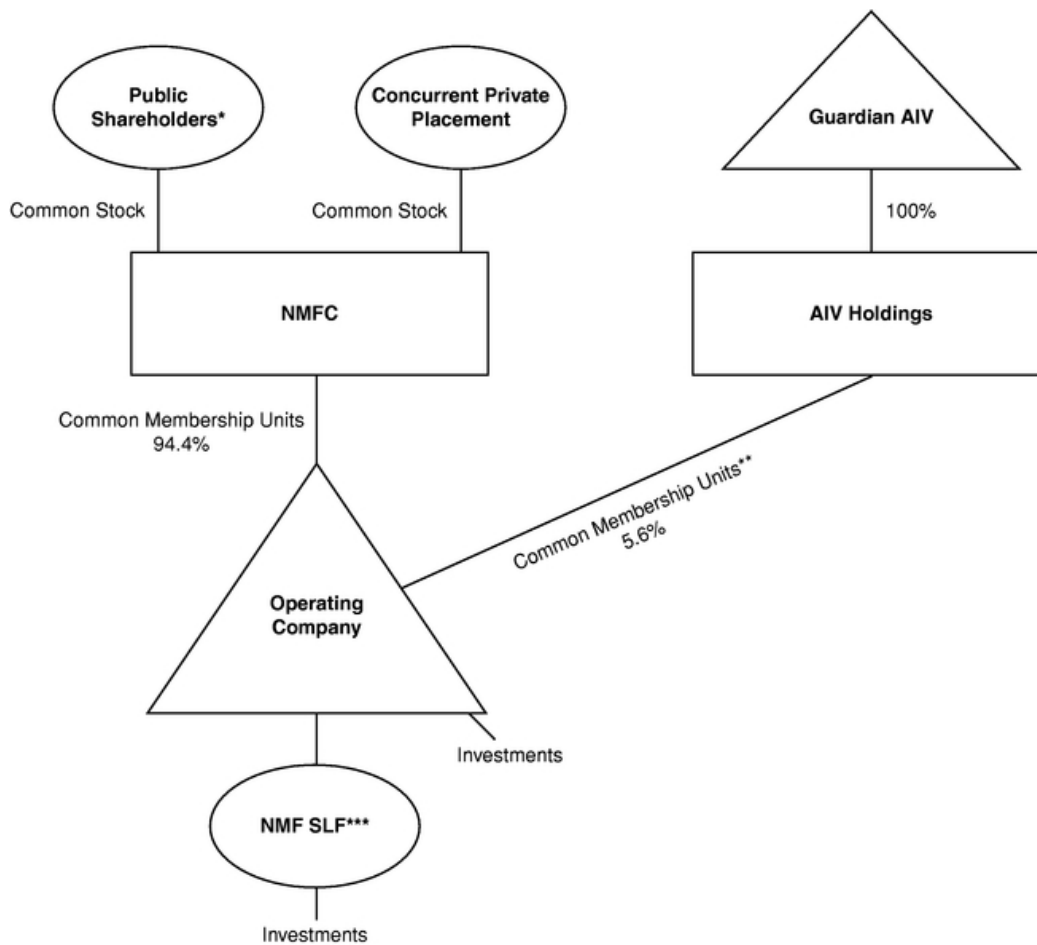 Public
Shareholders*
Concurrent Private
Placement
Guardian AIV
Common Stock
Common Stock
100%
NMFC
AIV Holdings
Common Membership Units
94.4%
Common Membership Units**
5.6%
Operating
Company
Investments
NMF SLF***
Investments